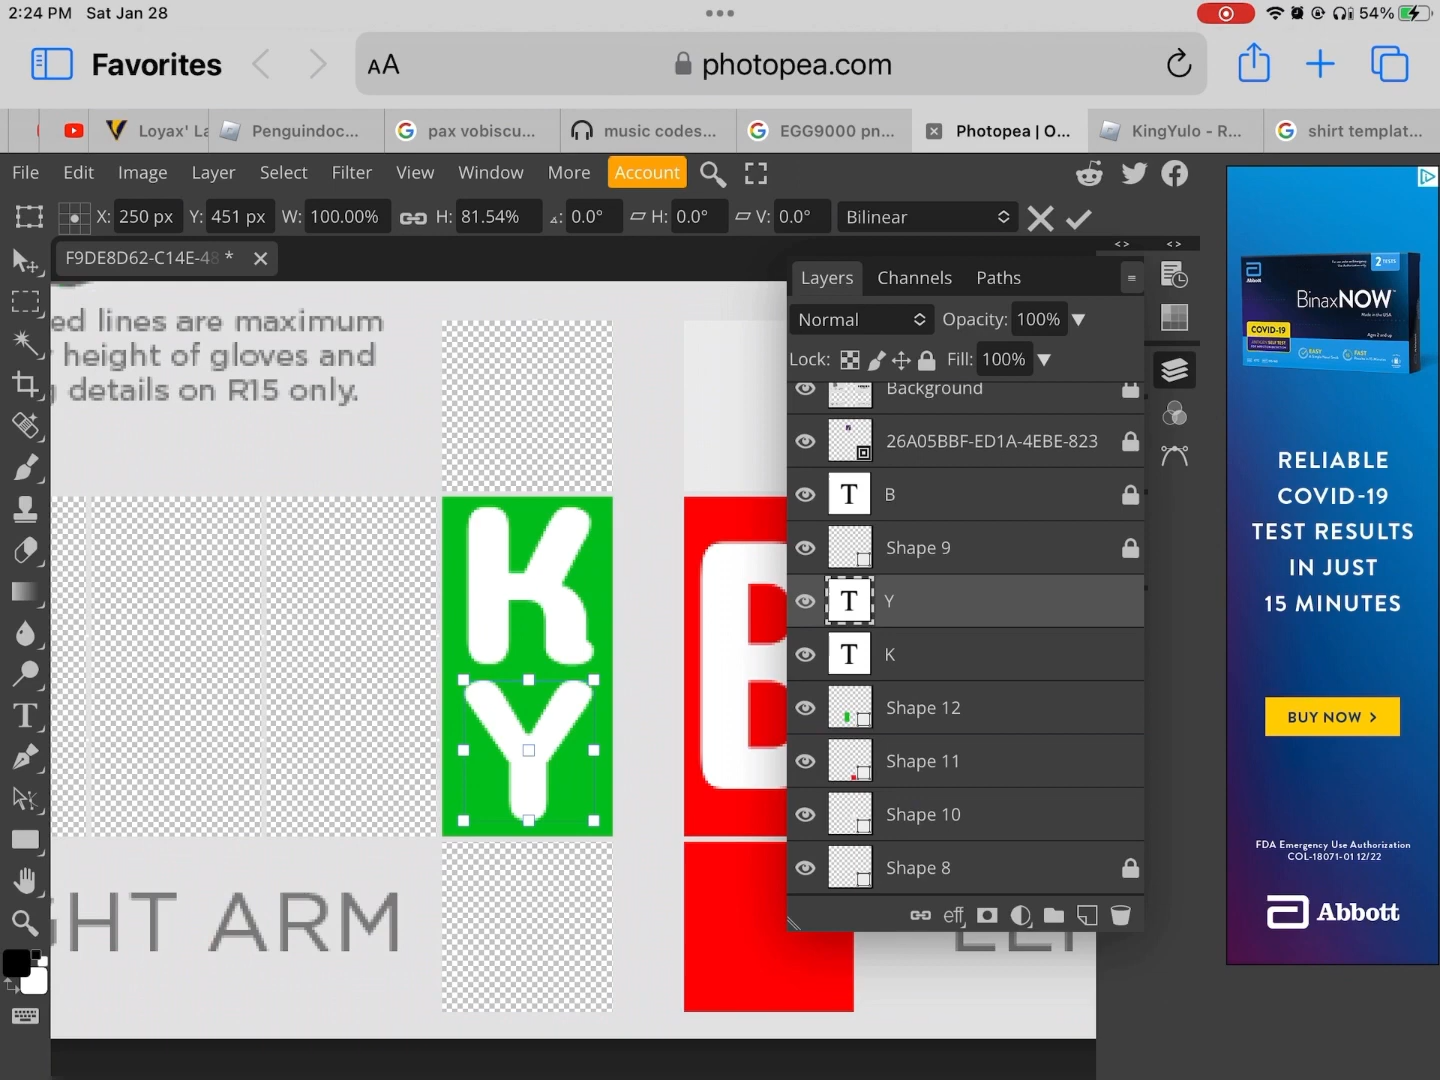 2:24 PM Sat Jan 28
54%
Favorites
AA
photopea.com
Loyax' La
Penguindoc...
pax vobiscu...
music codes...
EGG9000 pn...
Photopea | O...
KingYulo - R...
shirt templat...
File Edit Image Layer Select Filter View Window More Account
X: 250 px Y: 451 px W: 100.00% H: 81.54% ⊿: 0.0° H: 0.0° V: 0.0° Bilinear
F9DE8D62-C14E-48 *
< > < >
ed lines are maximum
height of gloves and
details on R15 only.
K
Y
B
GHT ARM
Layers Channels Paths
Normal Opacity: 100%
Lock: Fill: 100%
Background
26A05BBF-ED1A-4EBE-823
T B
Shape 9
T Y
T K
Shape 12
Shape 11
Shape 10
Shape 8
eff
T
Abbott
2 TESTS
BinaxNOW
COVID-19
RELIABLE
COVID-19
TEST RESULTS
IN JUST
15 MINUTES
BUY NOW >
FDA Emergency Use Authorization
COL-18071-01 12/22
Abbott